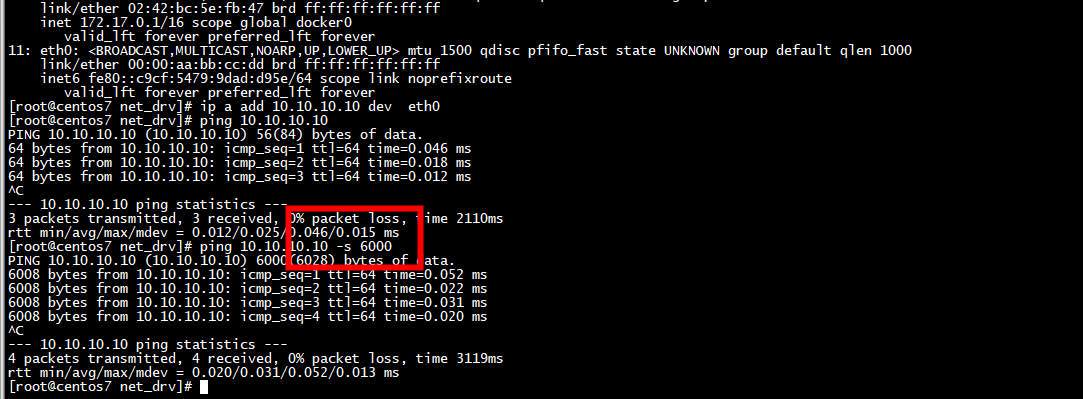 link/ether 02:42:bc:5e:fb:47 brd ff:ff:ff:ff:ff:ff
inet 172.17.0.1/16 scope global docker0
valid_lft forever preferred_lft forever
11: eth0: <BROADCAST,MULTICAST,NOARP,UP,LOWER_UP> mtu 1500 qdisc pfifo_fast state UNKNOWN group default qlen 1000
link/ether 00:00:aa:bb:cc:dd brd ff:ff:ff:ff:ff:ff
inet6 fe80::c9cf:5479:9dad:d95e/64 scope link noprefixroute
valid_lft forever preferred_lft forever
[root@centos7 net_drv]# ip a add 10.10.10.10 dev  eth0
[root@centos7 net_drv]# ping 10.10.10.10
PING 10.10.10.10 (10.10.10.10) 56(84) bytes of data.
64 bytes from 10.10.10.10: icmp_seq=1 ttl=64 time=0.046 ms
64 bytes from 10.10.10.10: icmp_seq=2 ttl=64 time=0.018 ms
64 bytes from 10.10.10.10: icmp_seq=3 ttl=64 time=0.012 ms
^C
--- 10.10.10.10 ping statistics ---
3 packets transmitted, 3 received, 0% packet loss, time 2110ms
rtt min/avg/max/mdev = 0.012/0.025/0.046/0.015 ms
[root@centos7 net_drv]# ping 10.10.10.10 -s 6000
PING 10.10.10.10 (10.10.10.10) 6000(6028) bytes of data.
6008 bytes from 10.10.10.10: icmp_seq=1 ttl=64 time=0.052 ms
6008 bytes from 10.10.10.10: icmp_seq=2 ttl=64 time=0.022 ms
6008 bytes from 10.10.10.10: icmp_seq=3 ttl=64 time=0.031 ms
6008 bytes from 10.10.10.10: icmp_seq=4 ttl=64 time=0.020 ms
^C
--- 10.10.10.10 ping statistics ---
4 packets transmitted, 4 received, 0% packet loss, time 3119ms
rtt min/avg/max/mdev = 0.020/0.031/0.052/0.013 ms
[root@centos7 net_drv]#